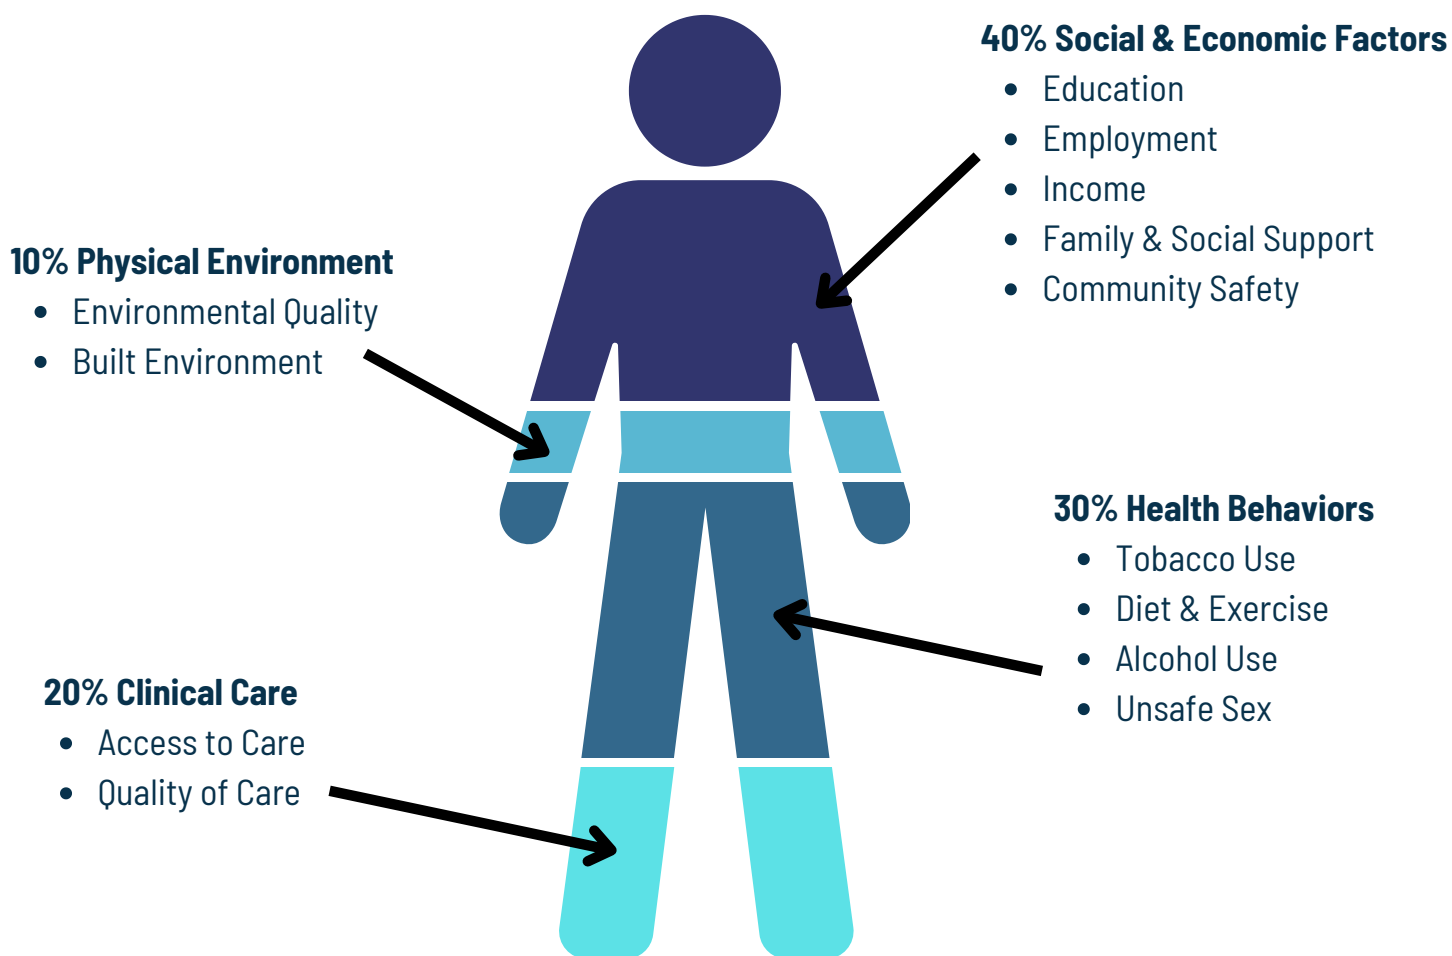 40% Social & Economic Factors
Education
Employment
Income
Family & Social Support
Community Safety
10% Physical Environment
Environmental Quality
Built Environment
30% Health Behaviors
Tobacco Use
Diet & Exercise
Alcohol Use
Unsafe Sex
20% Clinical Care
Access to Care
Quality of Care